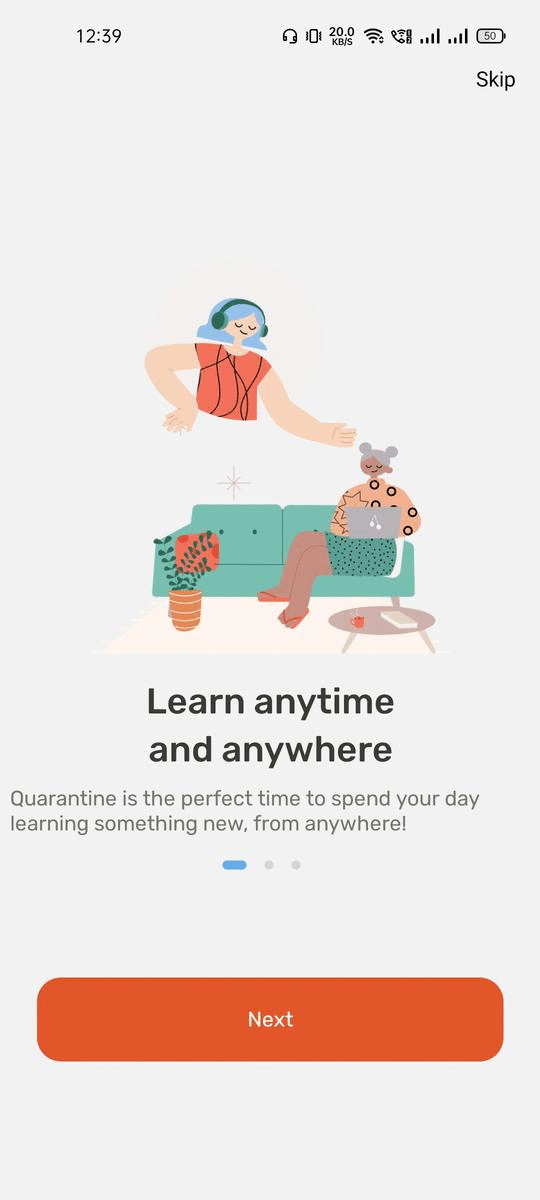 12:39
20.0
KB/S
50
Skip
Learn anytime
and anywhere
Quarantine is the perfect time to spend your day
learning something new, from anywhere!
Next